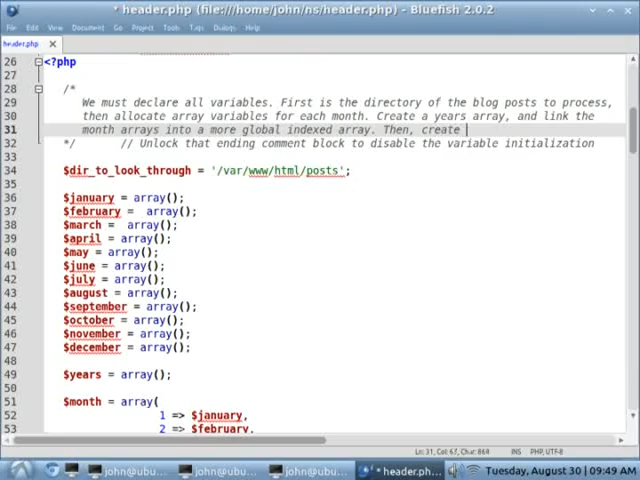 * header.php (file:///home/john/ns/header.php) - Bluefish 2.0.2
File Edit View Document Go Project Tools Tags Dialogs Help
header.php
26 <?php
27
28 /*
29 We must declare all variables. First is the directory of the blog posts to process,
30 then allocate array variables for each month. Create a years array, and link the
31 month arrays into a more global indexed array. Then, create
32 */ // Unlock that ending comment block to disable the variable initialization
33
34 $dir_to_look_through = '/var/www/html/posts';
35
36 $january = array();
37 $february =  array();
38 $march =  array();
39 $april = array();
40 $may = array();
41 $june = array();
42 $july = array();
43 $august = array();
44 $september = array();
45 $october = array();
46 $november = array();
47 $december = array();
48
49 $years = array();
50
51 $month = array(
52 1 => $january,
53 2 => $february,
Ln: 31, Col: 67, Char: 869 INS PHP, UTF-8
john@ubu... john@ubu... john@ubu... * header.ph... Tuesday, August 30 | 09:49 AM